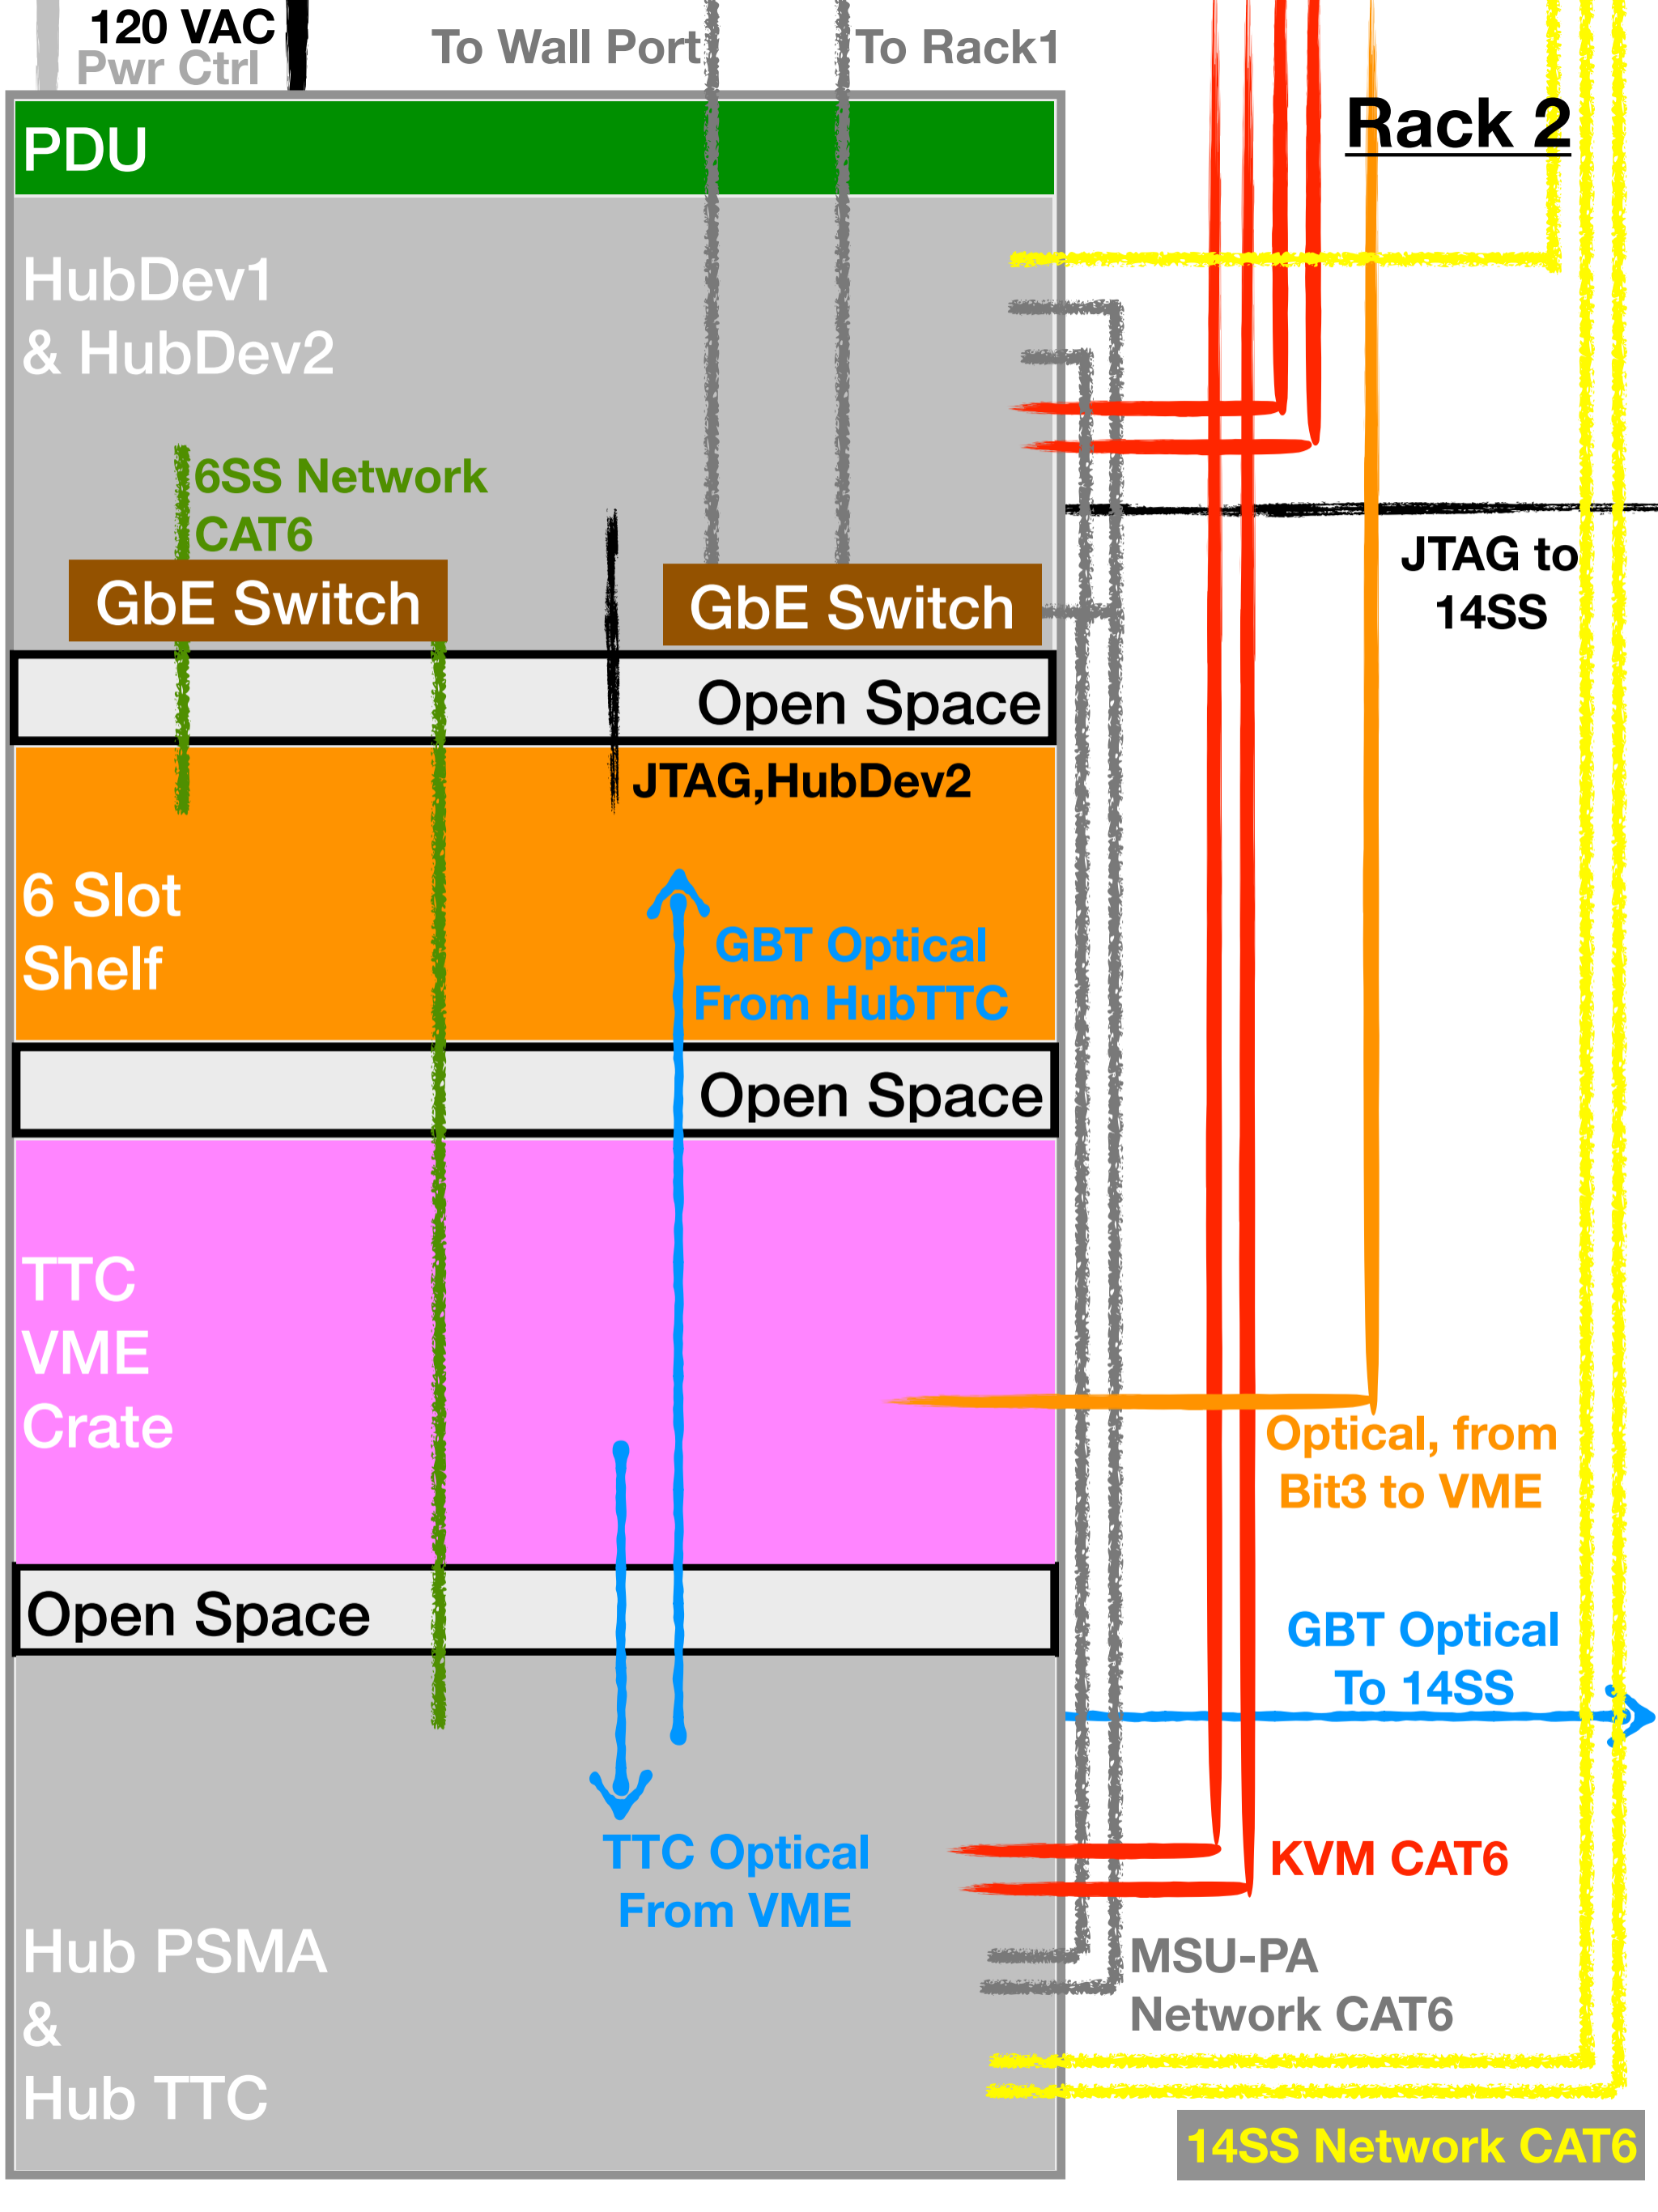 120 VAC
Pwr Ctrl
To Wall Port
To Rack1
Rack 2
PDU
HubDev1
& HubDev2
6SS Network
CAT6
GbE Switch
GbE Switch
JTAG to
14SS
Open Space
JTAG,HubDev2
6 Slot
Shelf
GBT Optical
From HubTTC
Open Space
TTC
VME
Crate
Optical, from
Bit3 to VME
Open Space
GBT Optical
To 14SS
TTC Optical
From VME
KVM CAT6
Hub PSMA
&
Hub TTC
MSU-PA
Network CAT6
14SS Network CAT6